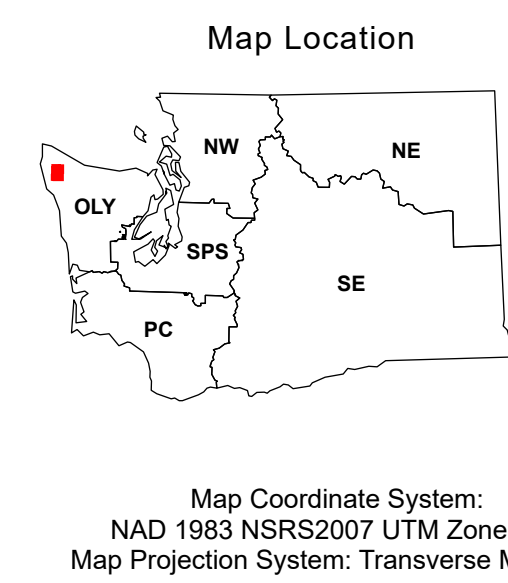 Map Location
NW
NE
OLY
SPS
SE
PC
Map Coordinate System:
NAD 1983 NSRS2007 UTM Zone
Map Projection System: Transverse